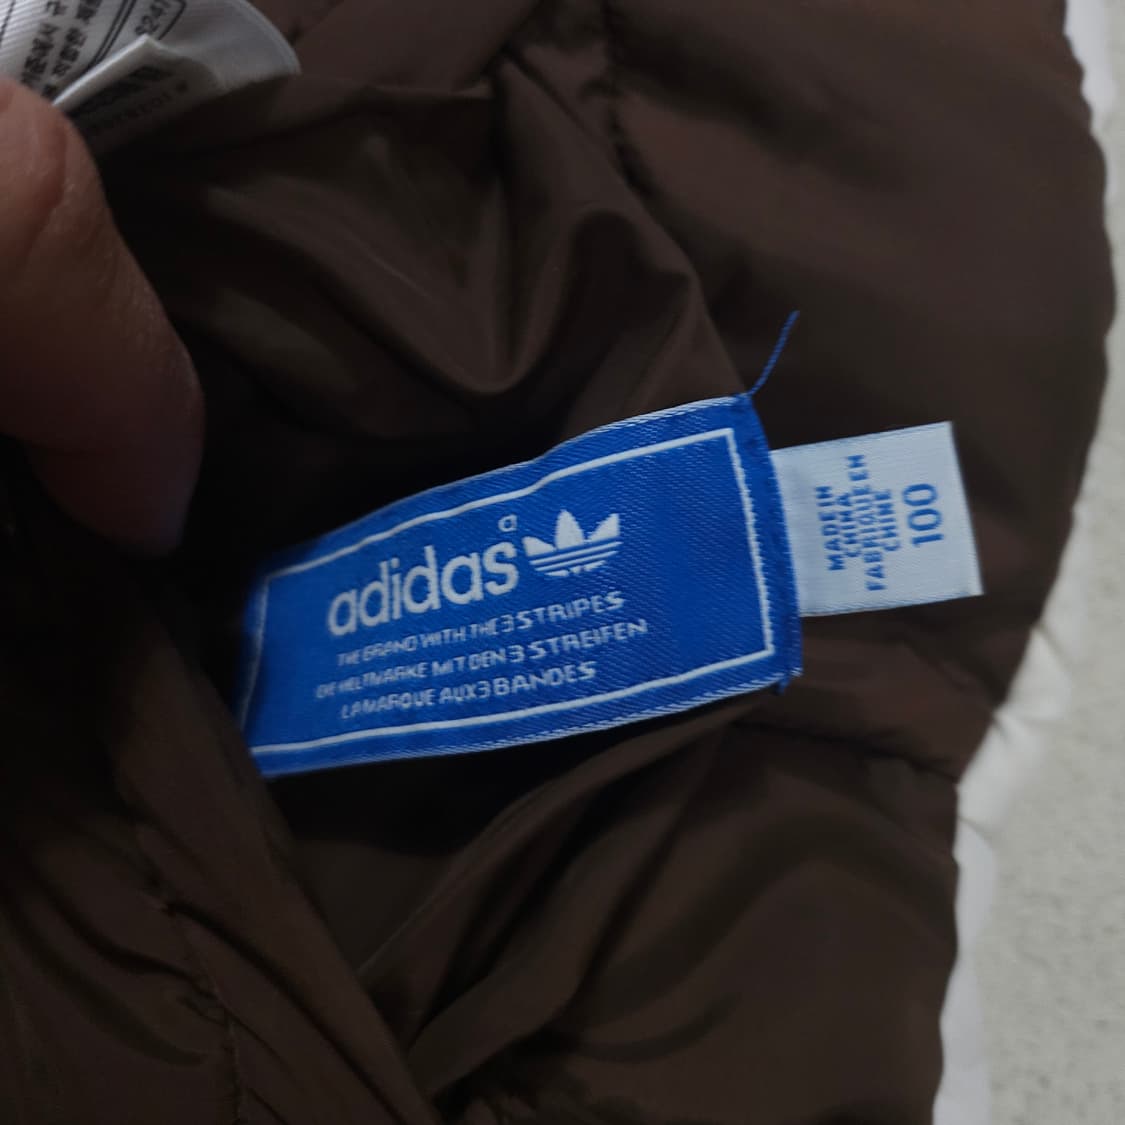 adidas
THE BRAND WITH THE 3 STRIPES
DIE WELTMARKE MIT DEN 3 STREIFEN
LA MARQUE AUX 3 BANDES
MADE IN
CHINA
FABRIQUE EN
CHINE
100